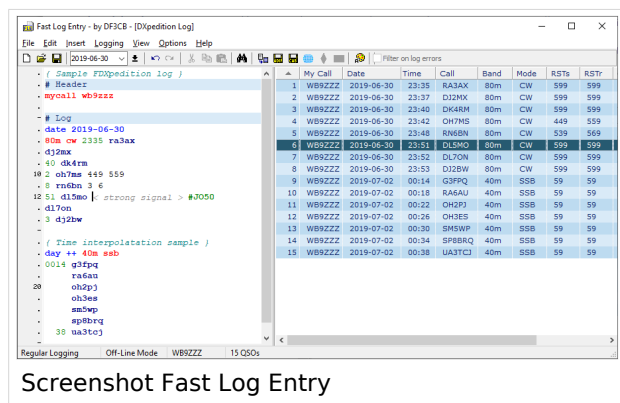 Fast Log Entry - by DF3CB - [DXpedition Log]
File Edit Insert Logging View Options Help
2019-06-30 Filter on log errors
{ Sample FDXpedition log }
# Header
mycall wb9zzz
# Log
date 2019-06-30
80m cw 2335 ra3ax
dj2mx
40 dk4rm
10 2 oh7ms 449 559
8 rn6bn 3 6
12 51 dl5mo < strong signal > #JO50
dl7on
3 dj2bw
{ Time interpolatation sample }
day ++ 40m ssb
0014 g3fpq
ra6au
20 oh2pj
oh3es
sm5wp
sp8brq
38 ua3tcj
My Call Date Time Call Band Mode RSTs RSTr
1 WB9ZZZ 2019-06-30 23:35 RA3AX 80m CW 599 599
2 WB9ZZZ 2019-06-30 23:37 DJ2MX 80m CW 599 599
3 WB9ZZZ 2019-06-30 23:40 DK4RM 80m CW 599 599
4 WB9ZZZ 2019-06-30 23:42 OH7MS 80m CW 449 559
5 WB9ZZZ 2019-06-30 23:48 RN6BN 80m CW 539 569
6 WB9ZZZ 2019-06-30 23:51 DL5MO 80m CW 599 599
7 WB9ZZZ 2019-06-30 23:52 DL7ON 80m CW 599 599
8 WB9ZZZ 2019-06-30 23:53 DJ2BW 80m CW 599 599
9 WB9ZZZ 2019-07-02 00:14 G3FPQ 40m SSB 59 59
10 WB9ZZZ 2019-07-02 00:18 RA6AU 40m SSB 59 59
11 WB9ZZZ 2019-07-02 00:22 OH2PJ 40m SSB 59 59
12 WB9ZZZ 2019-07-02 00:26 OH3ES 40m SSB 59 59
13 WB9ZZZ 2019-07-02 00:30 SM5WP 40m SSB 59 59
14 WB9ZZZ 2019-07-02 00:34 SP8BRQ 40m SSB 59 59
15 WB9ZZZ 2019-07-02 00:38 UA3TCJ 40m SSB 59 59
Regular Logging Off-Line Mode WB9ZZZ 15 QSOs
Screenshot Fast Log Entry